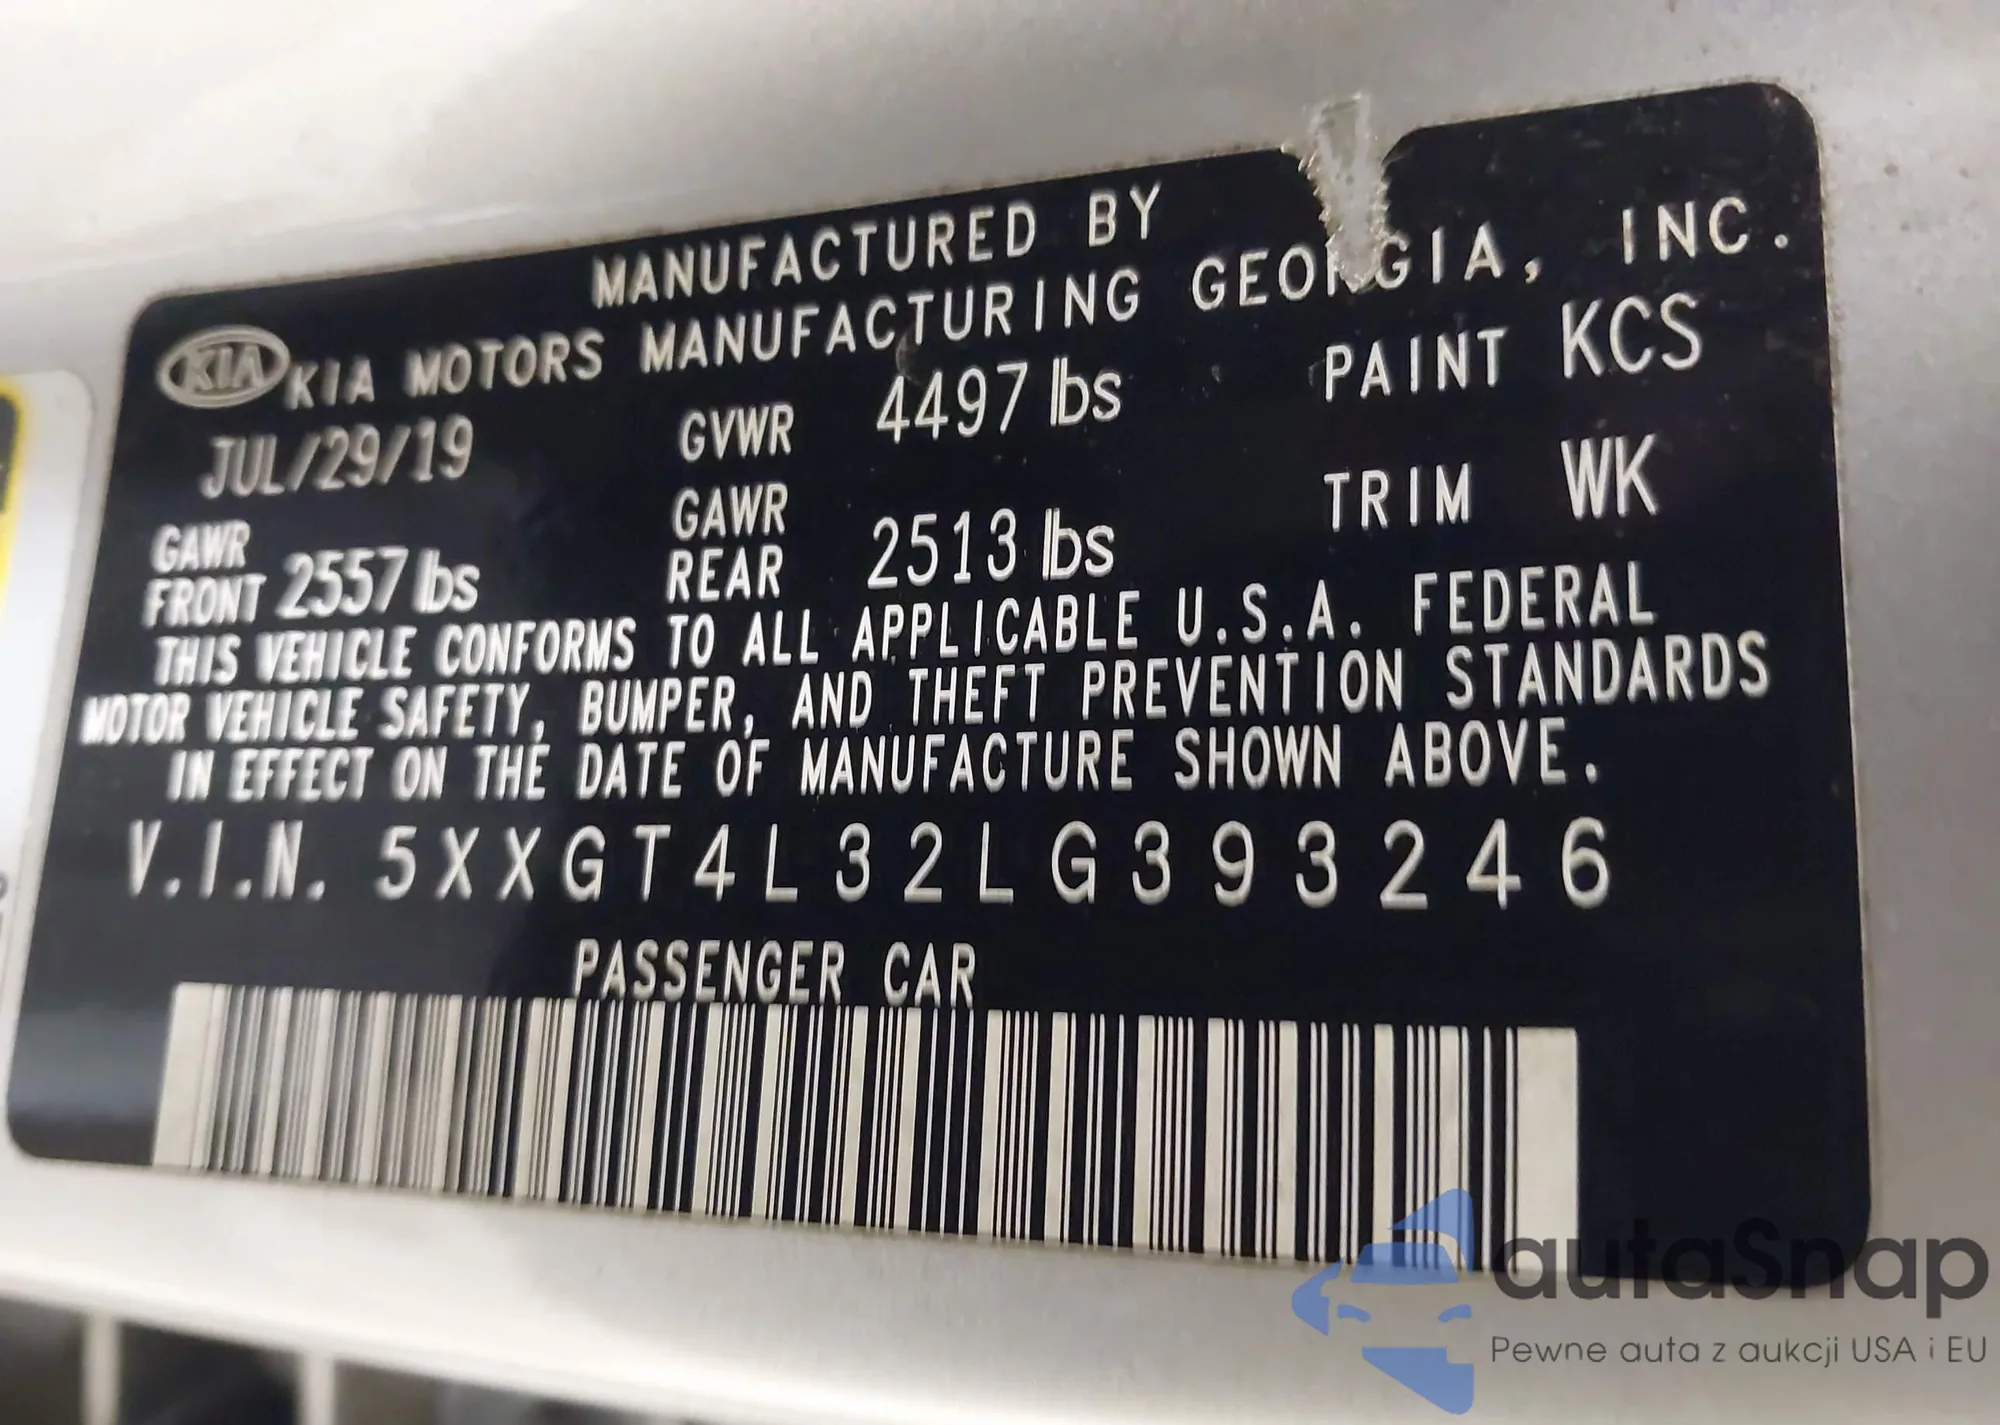 MANUFACTURED BY
KIA KIA MOTORS MANUFACTURING GEORGIA, INC.
JUL/29/19 GVWR 4497 lbs PAINT KCS
GAWR FRONT 2557 lbs GAWR REAR 2513 lbs TRIM WK
THIS VEHICLE CONFORMS TO ALL APPLICABLE U.S.A. FEDERAL
MOTOR VEHICLE SAFETY, BUMPER, AND THEFT PREVENTION STANDARDS
IN EFFECT ON THE DATE OF MANUFACTURE SHOWN ABOVE.
V.I.N. 5XXGT4L32LG393246
PASSENGER CAR
autaSnap
Pewne auta z aukcji USA i EU